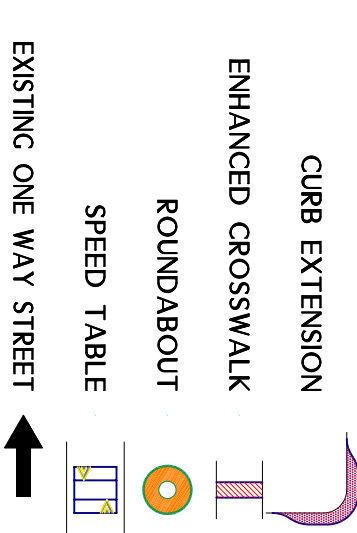 CURB EXTENSION
ENHANCED CROSSWALK
ROUNDABOUT
SPEED TABLE
EXISTING ONE WAY STREET